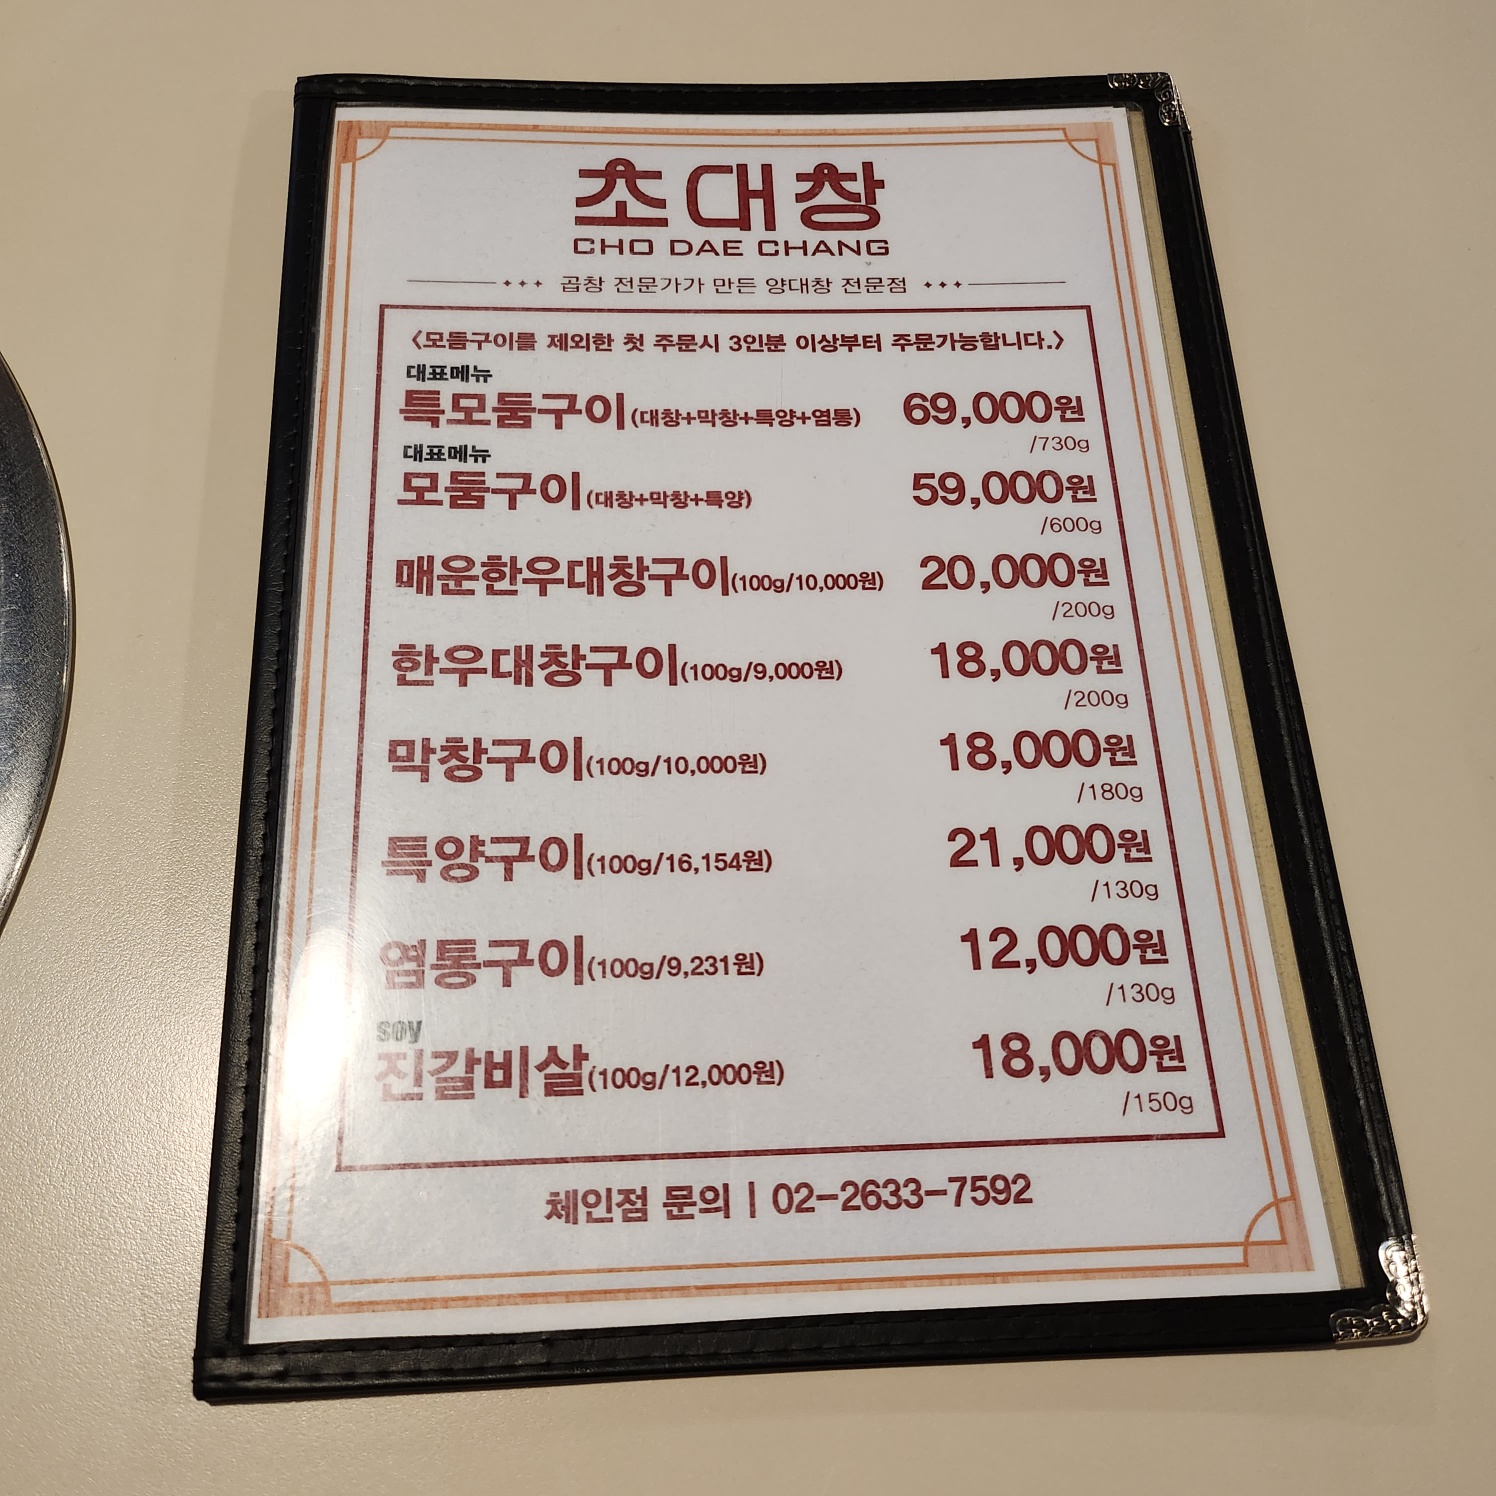 초대창
CHO DAE CHANG
곱창 전문가가 만든 양대창 전문점
<모듬구이를 제외한 첫 주문시 3인분 이상부터 주문가능합니다.>
대표메뉴
특모둠구이(대창+막창+특양+염통) 69,000원
/730g
대표메뉴
모둠구이(대창+막창+특양) 59,000원
/600g
매운한우대창구이(100g/10,000원) 20,000원
/200g
한우대창구이(100g/9,000원) 18,000원
/200g
막창구이(100g/10,000원) 18,000원
/180g
특양구이(100g/16,154원) 21,000원
/130g
염통구이(100g/9,231원) 12,000원
/130g
soy
진갈비살(100g/12,000원) 18,000원
/150g
체인점 문의 | 02-2633-7592